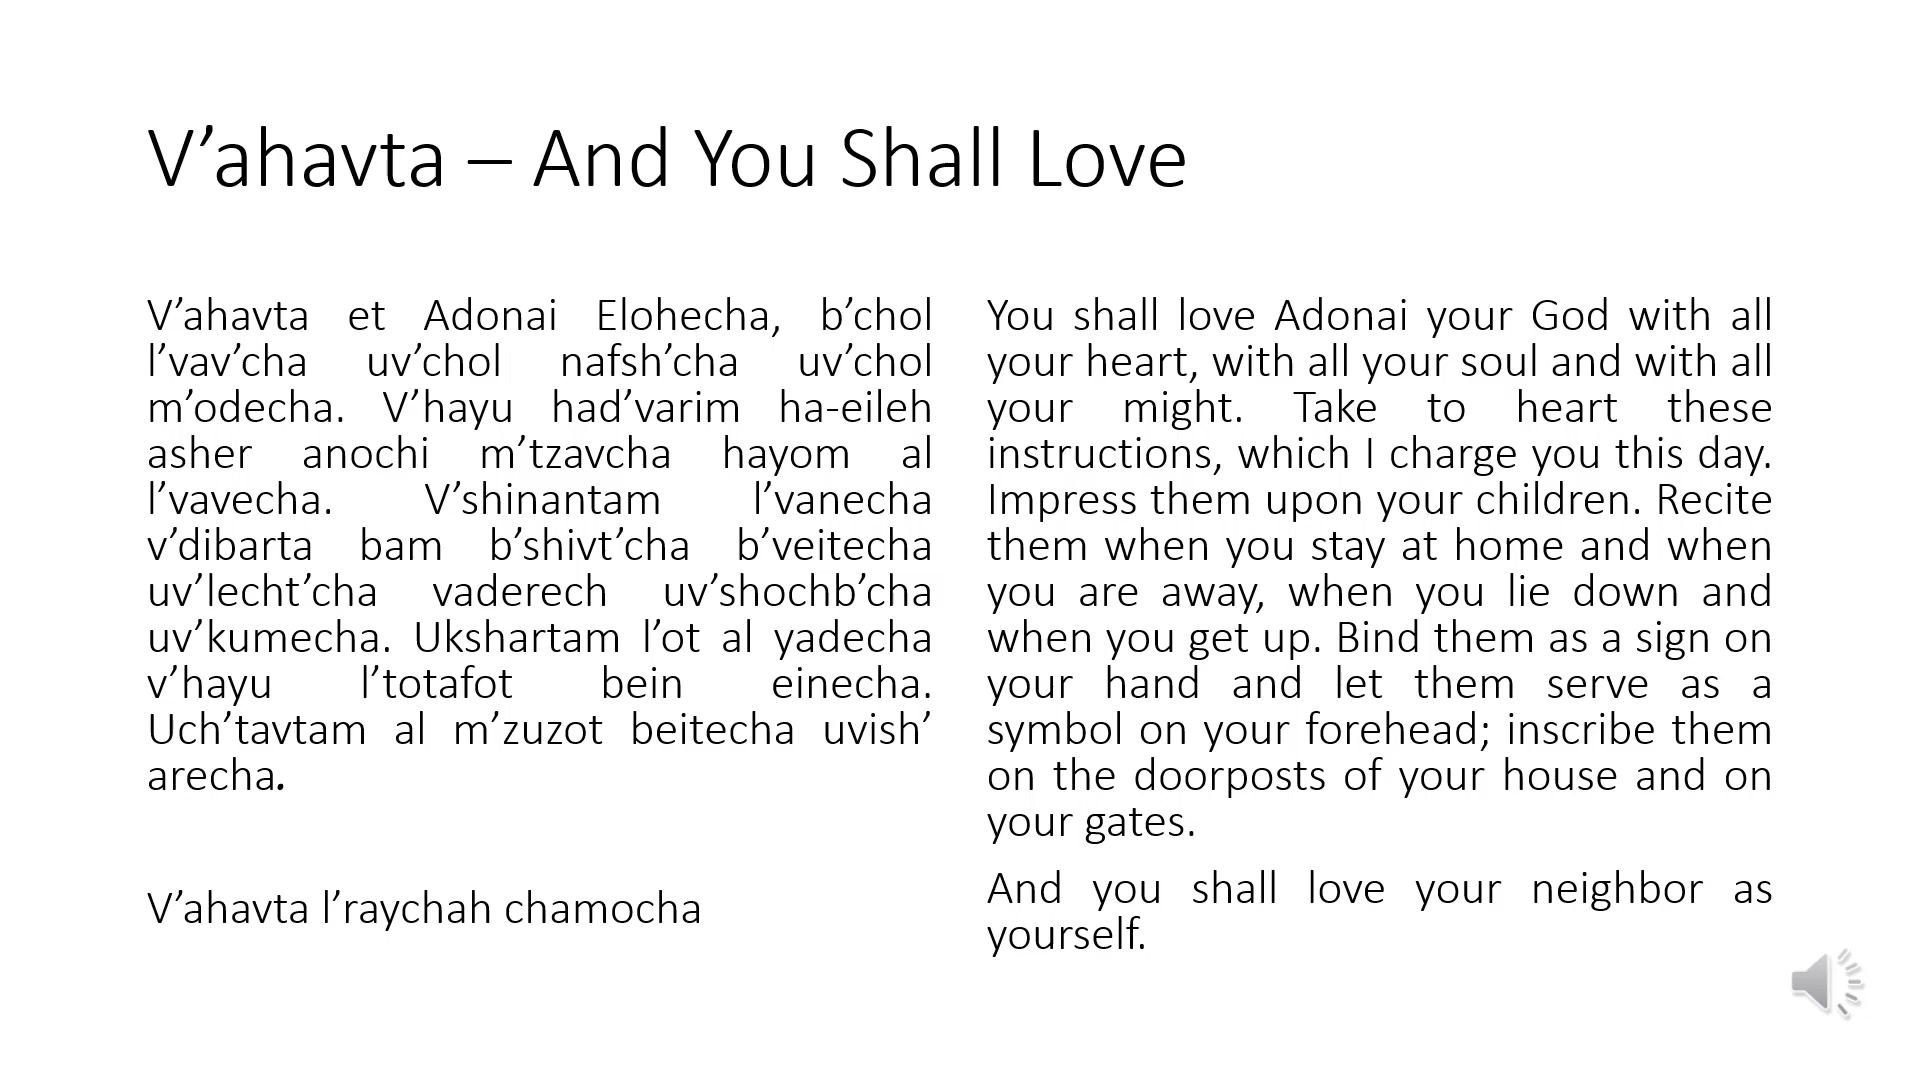 V’ahavta – And You Shall Love
V’ahavta et Adonai Elohecha, b’chol
l’vav’cha uv’chol nafsh’cha uv’chol
m’odecha. V’hayu had’varim ha-eileh
asher anochi m’tzavcha hayom al
l’vavecha. V’shinantam l’vanecha
v’dibarta bam b’shivt’cha b’veitecha
uv’lecht’cha vaderech uv’shochb’cha
uv’kumecha. Ukshartam l’ot al yadecha
v’hayu l’totafot bein einecha.
Uch’tavtam al m’zuzot beitecha uvish’
arecha.
V’ahavta l’raychah chamocha
You shall love Adonai your God with all
your heart, with all your soul and with all
your might. Take to heart these
instructions, which I charge you this day.
Impress them upon your children. Recite
them when you stay at home and when
you are away, when you lie down and
when you get up. Bind them as a sign on
your hand and let them serve as a
symbol on your forehead; inscribe them
on the doorposts of your house and on
your gates.
And you shall love your neighbor as
yourself.